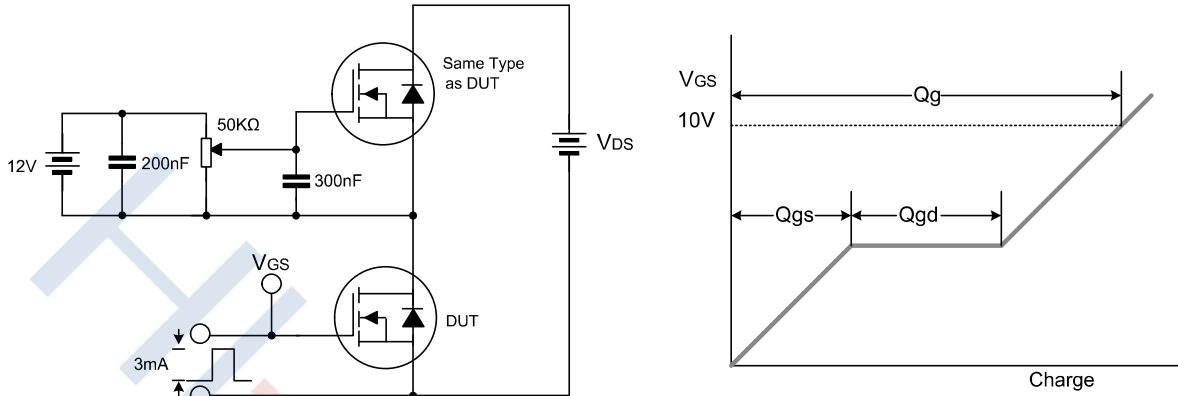 Same Type
as DUT
12V
200nF
50KΩ
300nF
VDS
VGS
DUT
3mA
VGS
10V
Qg
Qgs
Qgd
Charge